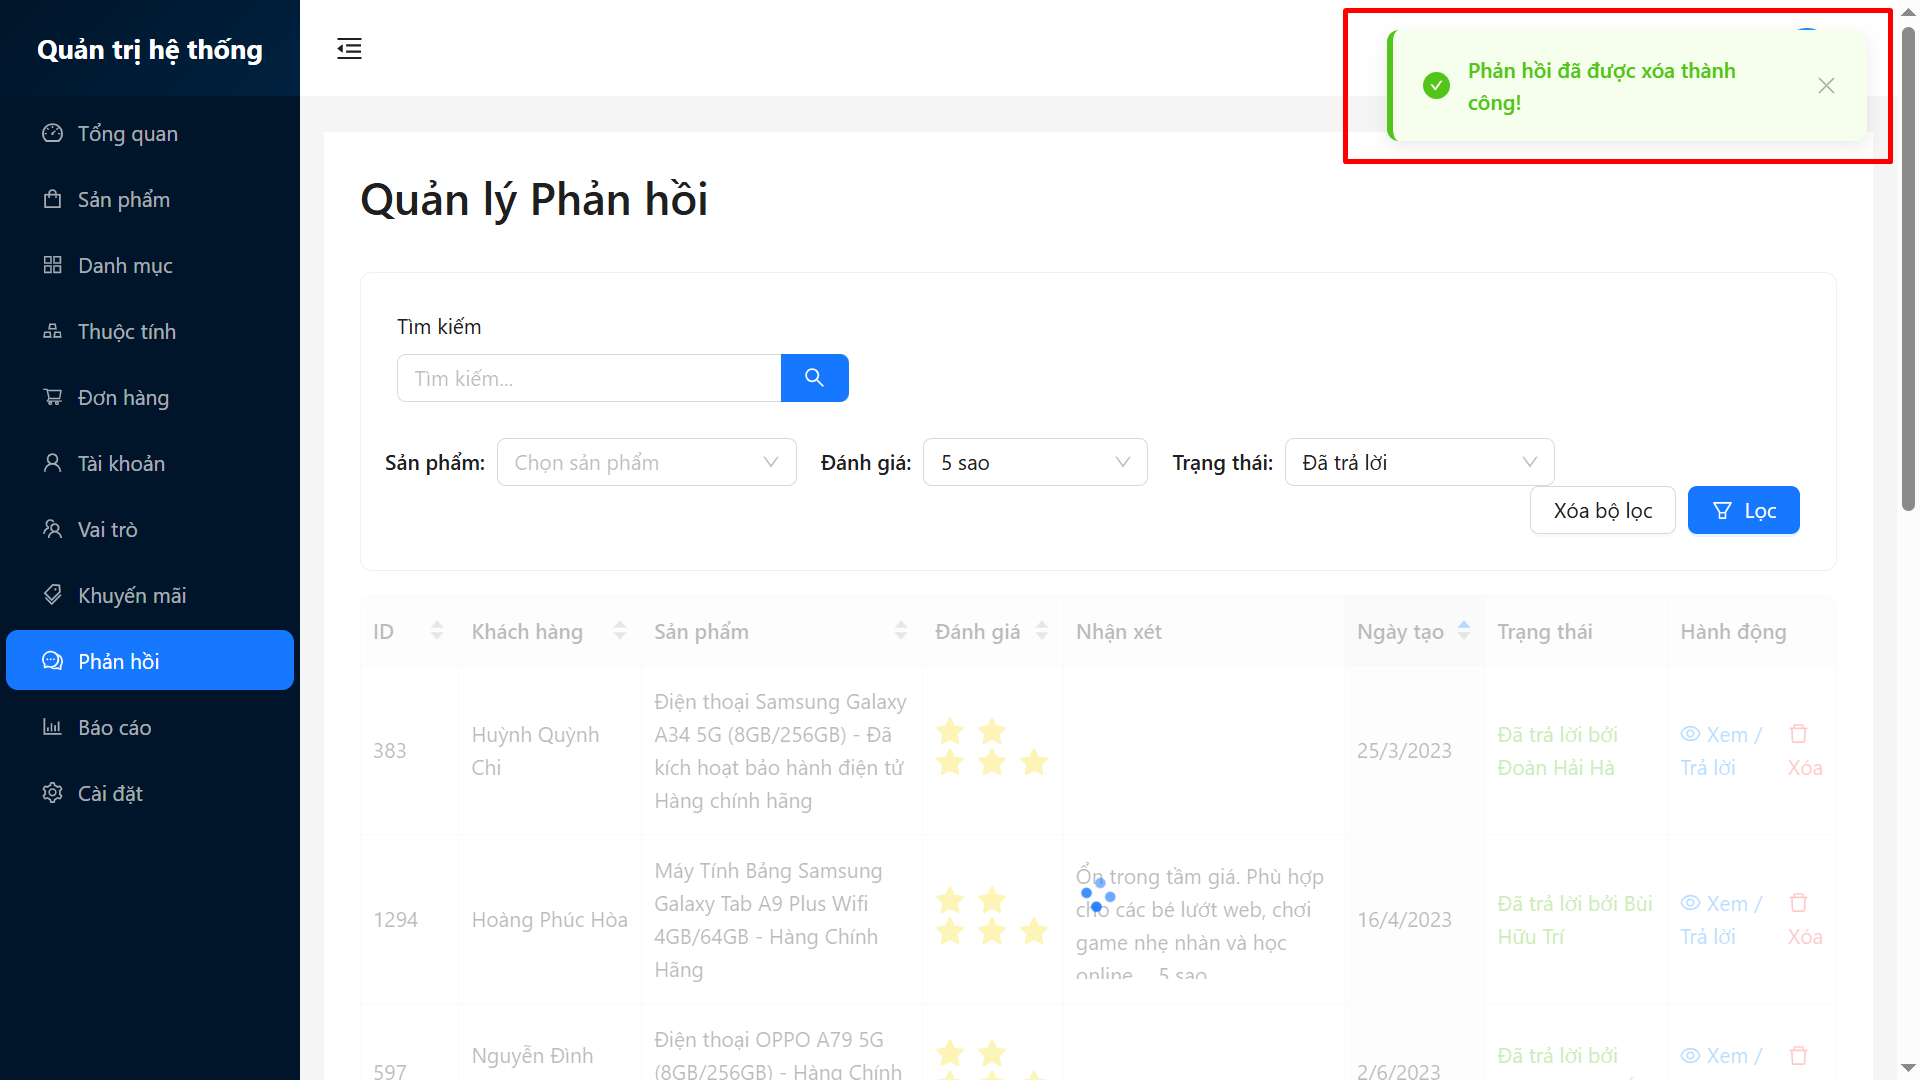 Quản trị hệ thống
Tổng quan
Sản phẩm
Danh mục
Thuộc tính
Đơn hàng
Tài khoản
Vai trò
Khuyến mãi
Phản hồi
Báo cáo
Cài đặt
Phản hồi đã được xóa thành
công!
Quản lý Phản hồi
Tìm kiếm
Tìm kiếm...
Sản phẩm: Chọn sản phẩm Đánh giá: 5 sao Trạng thái: Đã trả lời
Xóa bộ lọc Lọc
ID Khách hàng Sản phẩm Đánh giá Nhận xét Ngày tạo Trạng thái Hành động
383
Huỳnh Quỳnh
Chi
Điện thoại Samsung Galaxy
A34 5G (8GB/256GB) - Đã
kích hoạt bảo hành điện tử
Hàng chính hãng
25/3/2023
Đã trả lời bởi
Đoàn Hải Hà
Xem /
Trả lời
Xóa
1294
Hoàng Phúc Hòa
Máy Tính Bảng Samsung
Galaxy Tab A9 Plus Wifi
4GB/64GB - Hàng Chính
Hãng
Ổn trong tầm giá. Phù hợp
cho các bé lướt web, chơi
game nhẹ nhàn và học
online.... 5 sao
16/4/2023
Đã trả lời bởi Bùi
Hữu Trí
Xem /
Trả lời
Xóa
597
Nguyễn Đình
Điện thoại OPPO A79 5G
(8GB/256GB) - Hàng Chính
2/6/2023
Đã trả lời bởi
Xem /